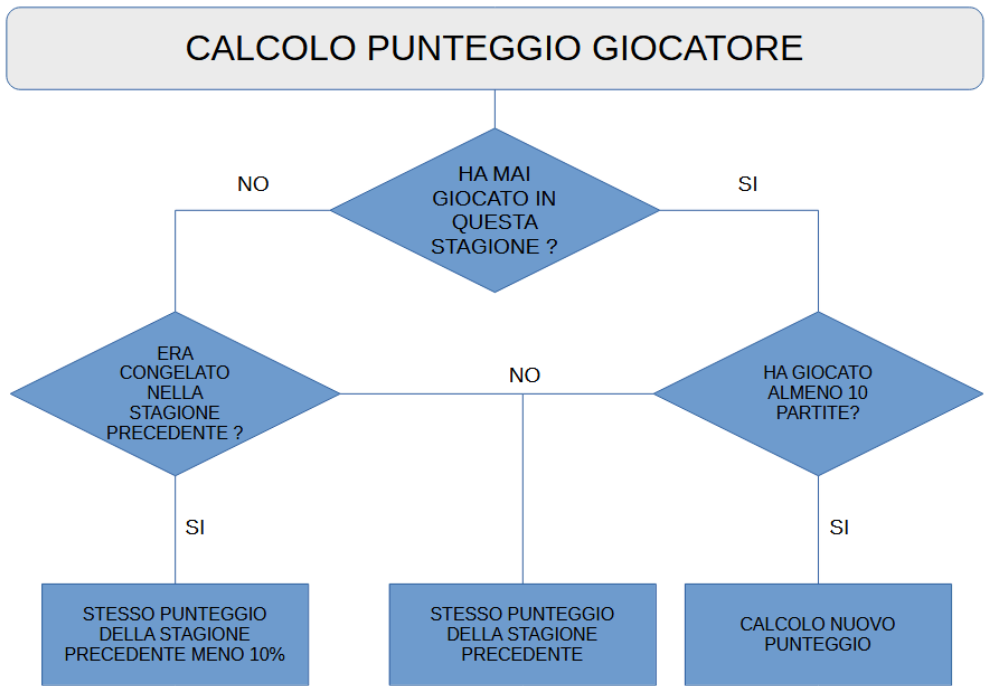 CALCOLO PUNTEGGIO GIOCATORE
HA MAI
GIOCATO IN
QUESTA
STAGIONE ?
NO
SI
ERA
CONGELATO
NELLA
STAGIONE
PRECEDENTE ?
NO
HA GIOCATO
ALMENO 10
PARTITE?
SI
SI
STESSO PUNTEGGIO
DELLA STAGIONE
PRECEDENTE MENO 10%
STESSO PUNTEGGIO
DELLA STAGIONE
PRECEDENTE
CALCOLO NUOVO
PUNTEGGIO